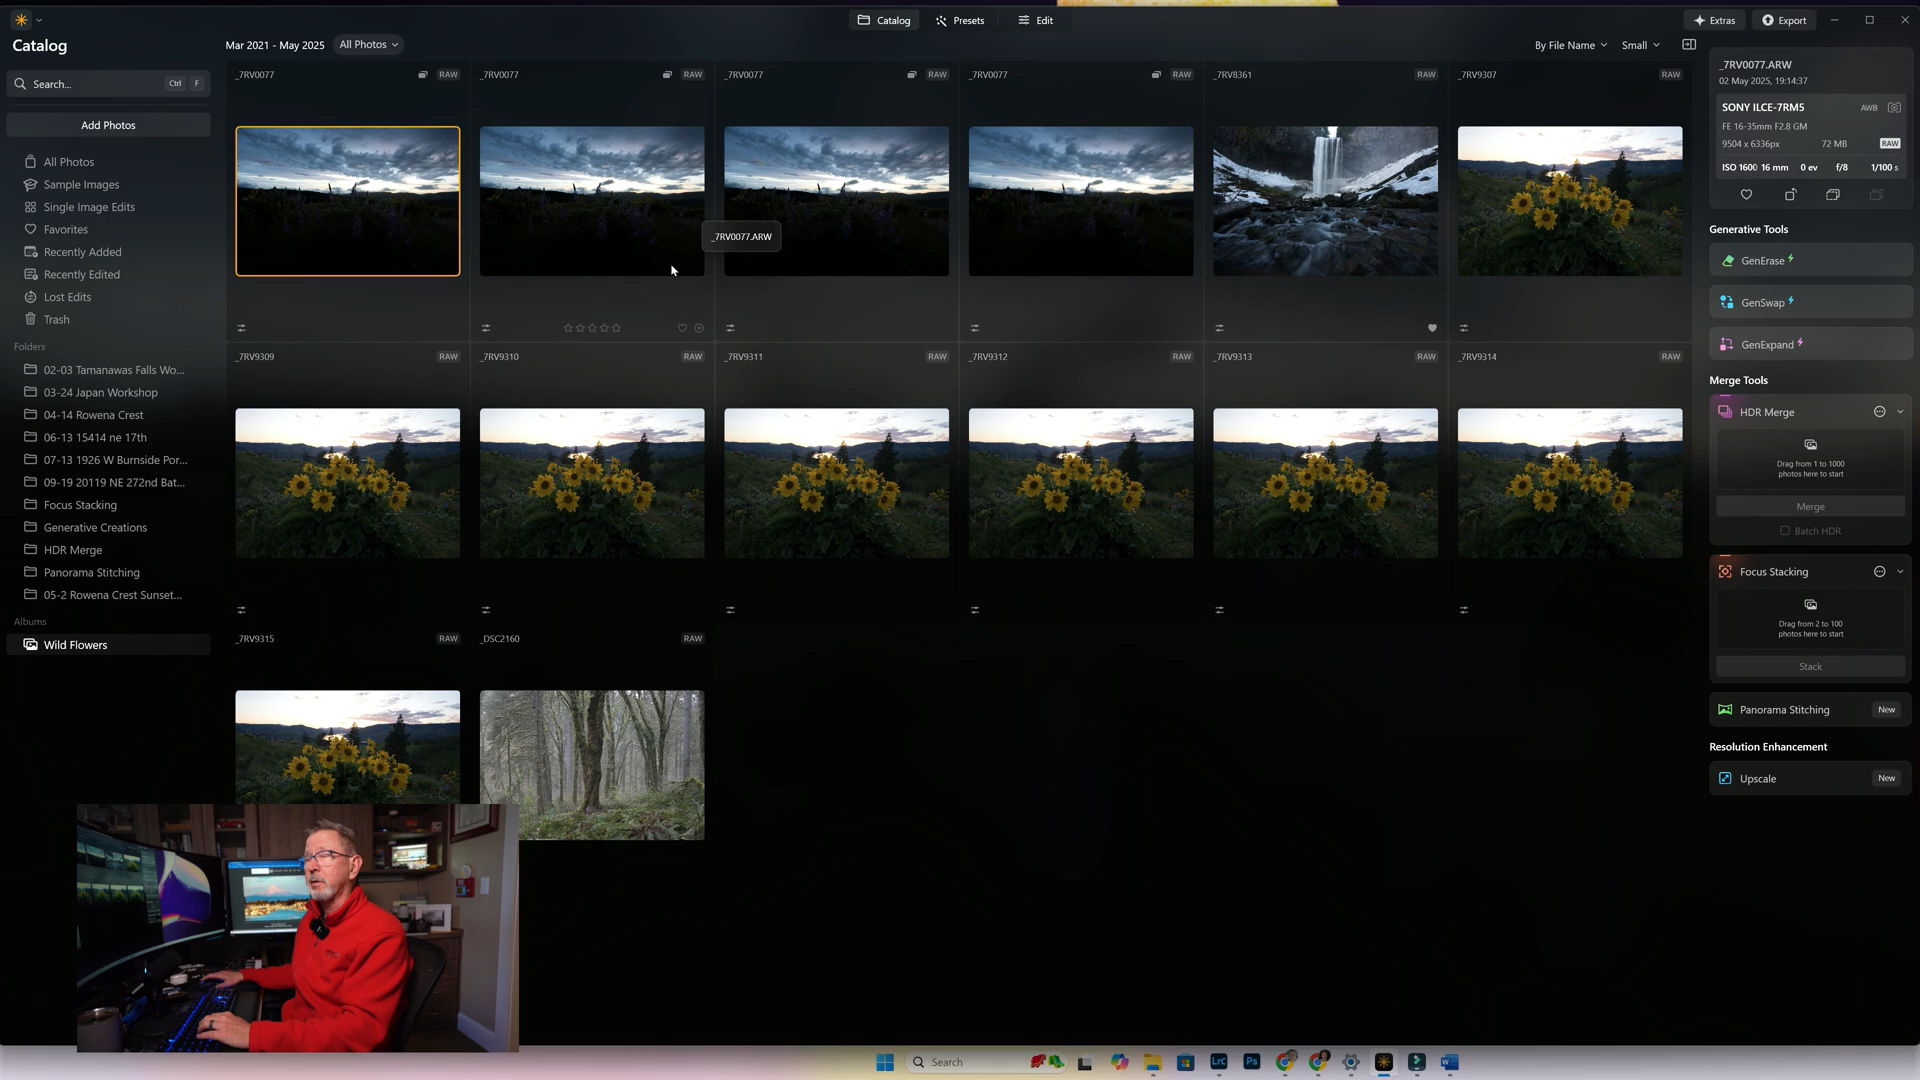 Catalog
Presets
Edit
Extras
Export
Catalog
Search...
Ctrl
F
Add Photos
All Photos
Sample Images
Single Image Edits
Favorites
Recently Added
Recently Edited
Lost Edits
Trash
Folders
02-03 Tamanawas Falls Wo...
03-24 Japan Workshop
04-14 Rowena Crest
06-13 15414 ne 17th
07-13 1926 W Burnside Por...
09-19 20119 NE 272nd Bat...
Focus Stacking
Generative Creations
HDR Merge
Panorama Stitching
05-2 Rowena Crest Sunset...
Albums
Wild Flowers
Mar 2021 - May 2025
All Photos
By File Name
Small
_7RV0077
RAW
_7RV0077
RAW
_7RV0077
RAW
_7RV0077
RAW
_7RV8361
RAW
_7RV9307
RAW
_7RV0077.ARW
_7RV9309
RAW
_7RV9310
RAW
_7RV9311
RAW
_7RV9312
RAW
_7RV9313
RAW
_7RV9314
RAW
_7RV9315
RAW
_DSC2160
RAW
_7RV0077.ARW
02 May 2025, 19:14:37
SONY ILCE-7RM5
AWB
FE 16-35mm F2.8 GM
9504 x 6336px
72 MB
RAW
ISO 1600
16 mm
0 ev
f/8
1/100 s
Generative Tools
GenErase
GenSwap
GenExpand
Merge Tools
HDR Merge
Drag from 1 to 1000
photos here to start
Merge
Batch HDR
Focus Stacking
Drag from 2 to 100
photos here to start
Stack
Panorama Stitching
New
Resolution Enhancement
Upscale
New
Search
LrC
Ps